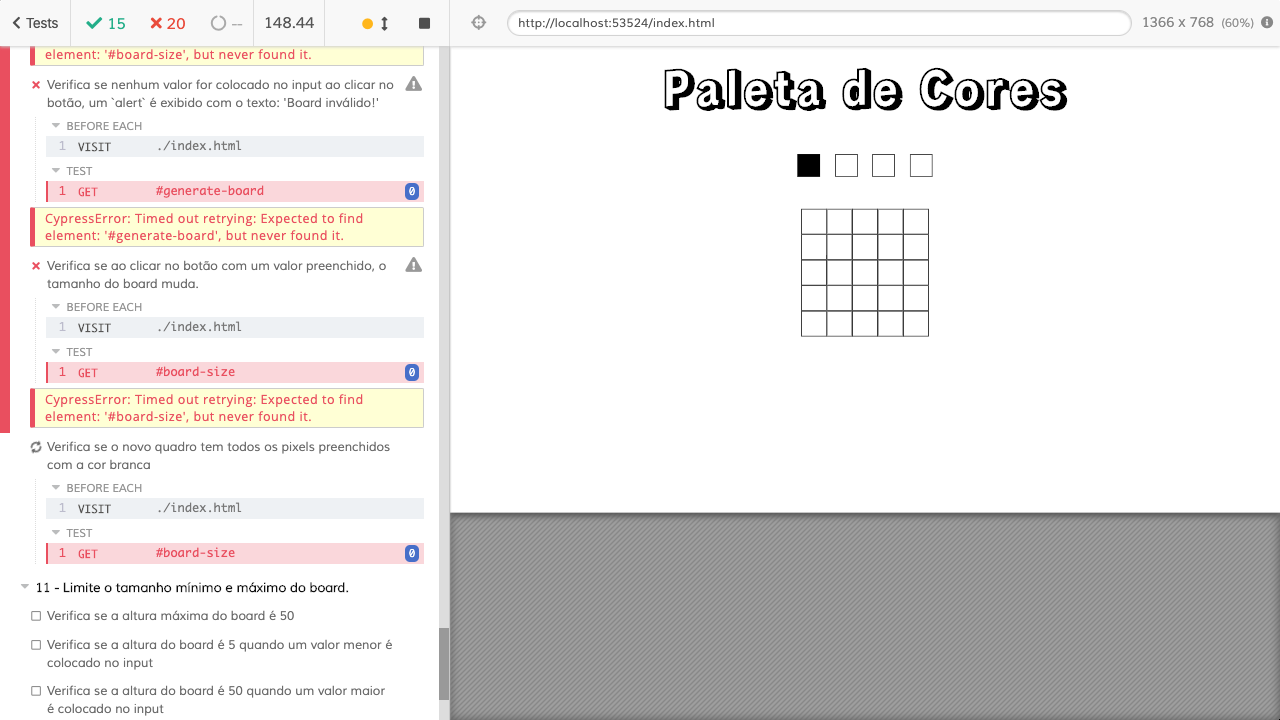 Tests
15
20
--
148.44
http://localhost:53524/index.html
1366 x 768 (60%)
element: '#board-size', but never found it.
Verifica se nenhum valor for colocado no input ao clicar no
botão, um `alert` é exibido com o texto: 'Board inválido!'
BEFORE EACH
1 VISIT ./index.html
TEST
1 GET #generate-board 0
CypressError: Timed out retrying: Expected to find
element: '#generate-board', but never found it.
Verifica se ao clicar no botão com um valor preenchido, o
tamanho do board muda.
BEFORE EACH
1 VISIT ./index.html
TEST
1 GET #board-size 0
CypressError: Timed out retrying: Expected to find
element: '#board-size', but never found it.
Verifica se o novo quadro tem todos os pixels preenchidos
com a cor branca
BEFORE EACH
1 VISIT ./index.html
TEST
1 GET #board-size 0
11 - Limite o tamanho mínimo e máximo do board.
Verifica se a altura máxima do board é 50
Verifica se a altura do board é 5 quando um valor menor é
colocado no input
Verifica se a altura do board é 50 quando um valor maior
é colocado no input
Paleta de Cores